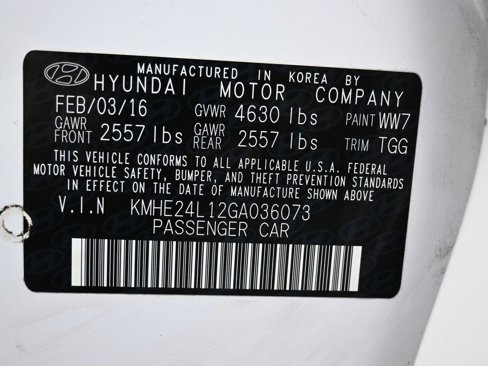 MANUFACTURED IN KOREA BY
HYUNDAI MOTOR COMPANY
FEB/03/16 GVWR 4630 lbs PAINT WW7
GAWR FRONT 2557 lbs GAWR REAR 2557 lbs TRIM TGG
THIS VEHICLE CONFORMS TO ALL APPLICABLE U.S.A. FEDERAL
MOTOR VEHICLE SAFETY, BUMPER, AND THEFT PREVENTION STANDARDS
IN EFFECT ON THE DATE OF MANUFACTURE SHOWN ABOVE
V.I.N KMHE24L12GA036073
PASSENGER CAR